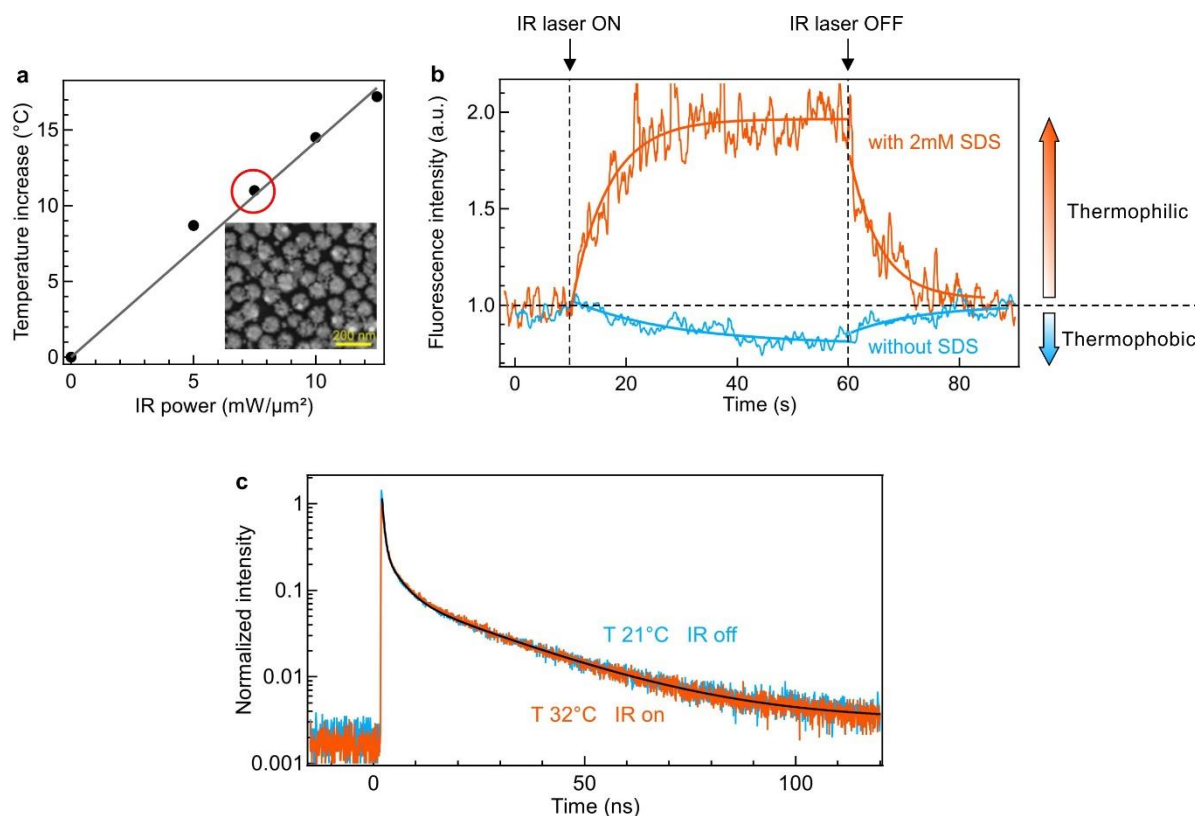 IR laser ON
IR laser OFF
a
Temperature increase (°C)
15
10
5
0
0
5
10
IR power (mW/µm²)
200 nm
b
Fluorescence intensity (a.u.)
2.0
1.5
1.0
with 2mM SDS
without SDS
0
20
40
60
80
Time (s)
Thermophilic
Thermophobic
c
Normalized intensity
1
0.1
0.01
0.001
T 21°C IR off
T 32°C IR on
0
50
100
Time (ns)